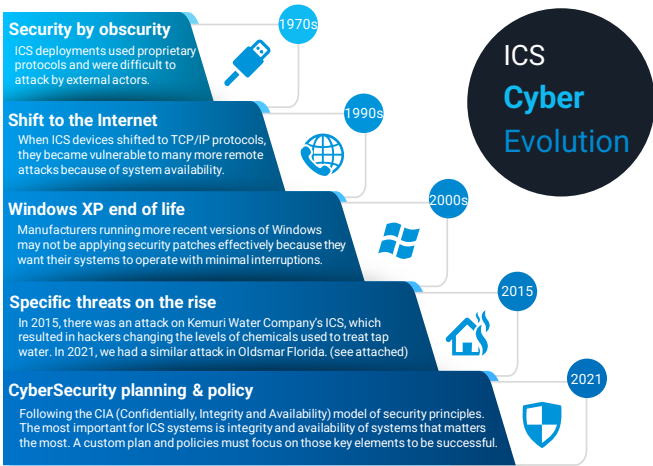 Security by obscurity
ICS deployments used proprietary
protocols and were difficult to
attack by external actors.
1970s
ICS
Cyber
Evolution
Shift to the Internet
When ICS devices shifted to TCP/IP protocols,
they became vulnerable to many more remote
attacks because of system availability.
1990s
Windows XP end of life
Manufacturers running more recent versions of Windows
may not be applying security patches effectively because they
want their systems to operate with minimal interruptions.
2000s
Specific threats on the rise
In 2015, there was an attack on Kemuri Water Company's ICS, which
resulted in hackers changing the levels of chemicals used to treat tap
water. In 2021, we had a similar attack in Oldsmar Florida. (see attached)
2015
CyberSecurity planning & policy
Following the CIA (Confidentially, Integrity and Availability) model of security principles.
The most important for ICS systems is integrity and availability of systems that matters
the most. A custom plan and policies must focus on those key elements to be successful.
2021